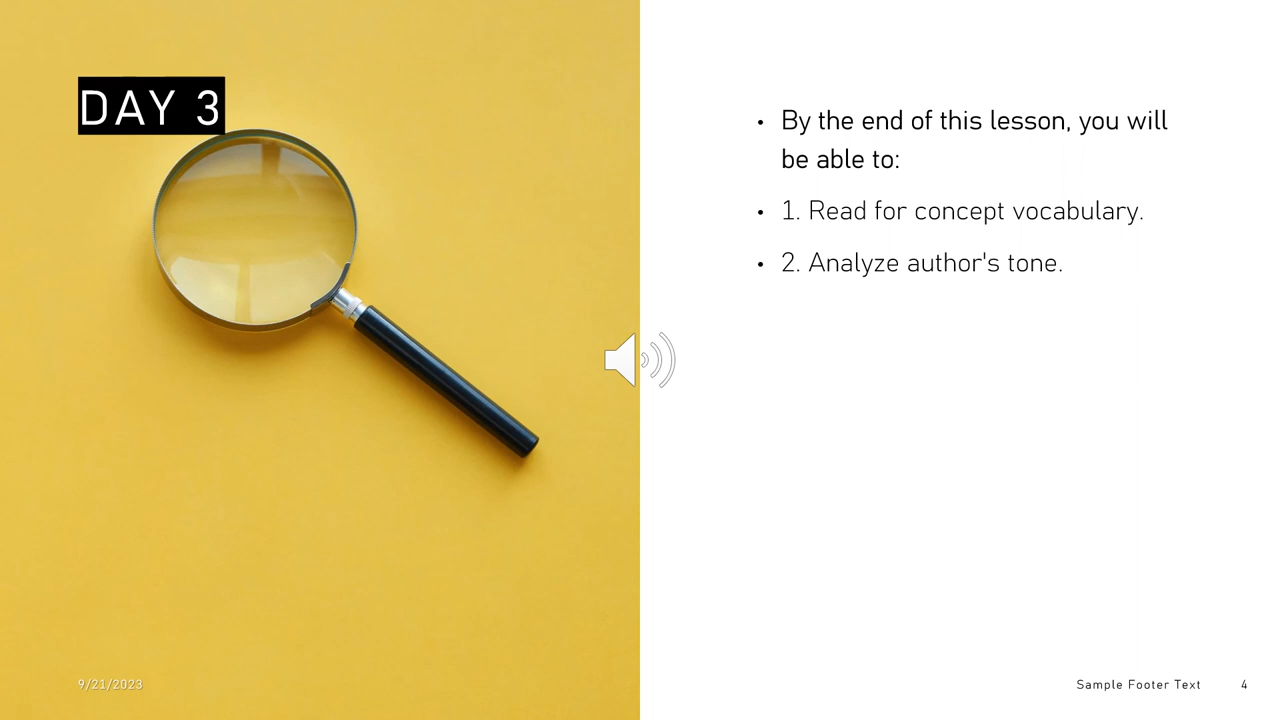 DAY 3
• By the end of this lesson, you will
be able to:
• 1. Read for concept vocabulary.
• 2. Analyze author's tone.
9/21/2023
Sample Footer Text 4